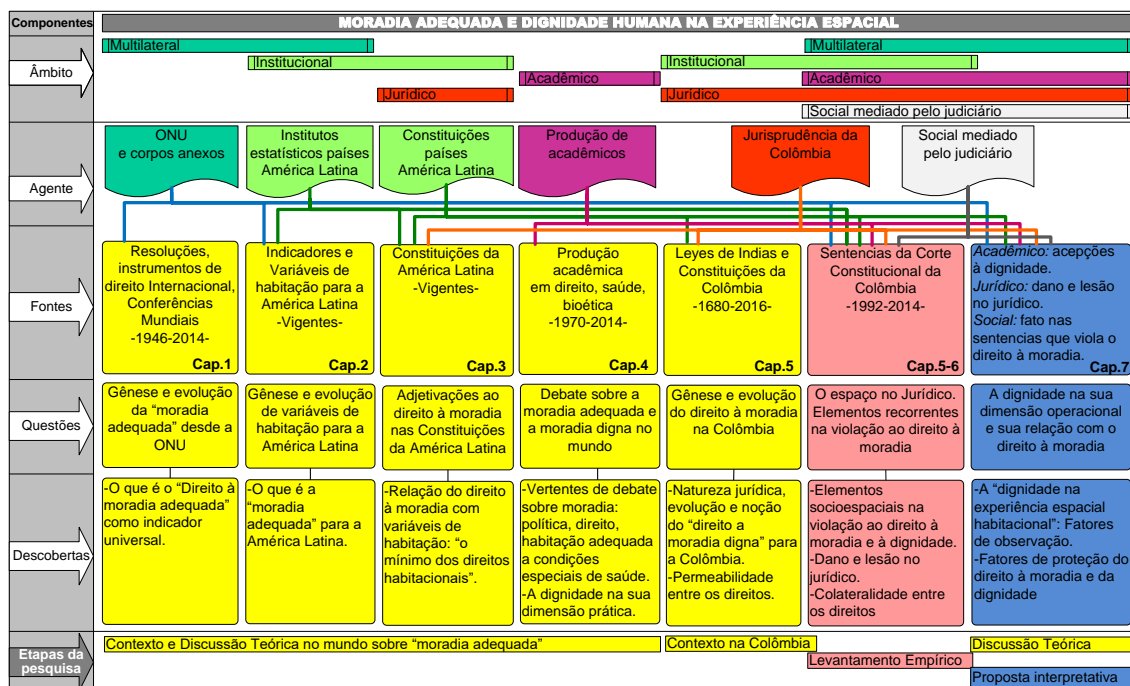 Componentes
MORADIA ADEQUADA E DIGNIDADE HUMANA NA EXPERIÊNCIA ESPACIAL
Âmbito
Multilateral
Multilateral
Institucional
Institucional
Acadêmico
Acadêmico
Jurídico
Jurídico
Social mediado pelo judiciário
Agente
ONU
e corpos anexos
Institutos
estatísticos países
América Latina
Constituições
países
América Latina
Produção de
acadêmicos
Jurisprudência da
Colômbia
Social mediado
pelo judiciário
Fontes
Resoluções,
instrumentos de
direito Internacional,
Conferências
Mundiais
-1946-2014-
Cap.1
Indicadores e
Variáveis de
habitação para a
América Latina
-Vigentes-
Cap.2
Constituições da
América Latina
-Vigentes-
Cap.3
Produção
acadêmica
em direito, saúde,
bioética
-1970-2014-
Cap.4
Leyes de Indias e
Constituições da
Colômbia
-1680-2016-
Cap.5
Sentencias da Corte
Constitucional da
Colômbia
-1992-2014-
Cap.5-6
Acadêmico: acepções
à dignidade.
Jurídico: dano e lesão
no jurídico.
Social: fato nas
sentencias que viola o
direito à moradia.
Cap.7
Questões
Gênese e evolução
da “moradia
adequada” desde a
ONU
Gênese e evolução
de variáveis de
habitação para a
América Latina
Adjetivações ao
direito à moradia
nas Constituições
da América Latina
Debate sobre a
moradia adequada e
a moradia digna no
mundo
Gênese e evolução
do direito à moradia
na Colômbia
O espaço no Jurídico.
Elementos recorrentes
na violação ao direito à
moradia
A dignidade na sua
dimensão operacional
e sua relação com o
direito à moradia
Descobertas
-O que é o “Direito à
moradia adequada”
como indicador
universal.
-O que é a
“moradia
adequada” para a
América Latina.
-Relação do direito
à moradia com
variáveis de
habitação: “o
mínimo dos direitos
habitacionais”.
-Vertentes de debate
sobre moradia:
política, direito,
habitação adequada
a condições
especiais de saúde.
-A dignidade na sua
dimensão prática.
-Natureza jurídica,
evolução e noção
do “direito a
moradia digna” para
a Colômbia.
-Permeabilidade
entre os direitos.
-Elementos
socioespaciais na
violação ao direito à
moradia e à dignidade.
-Dano e lesão no
jurídico.
-Colateralidade entre
os direitos
-A “dignidade na
experiência espacial
habitacional”: Fatores
de observação.
-Fatores de proteção do
direito à moradia e da
dignidade
Etapas da
pesquisa
Contexto e Discussão Teórica no mundo sobre “moradia adequada”
Contexto na Colômbia
Discussão Teórica
Levantamento Empírico
Proposta interpretativa